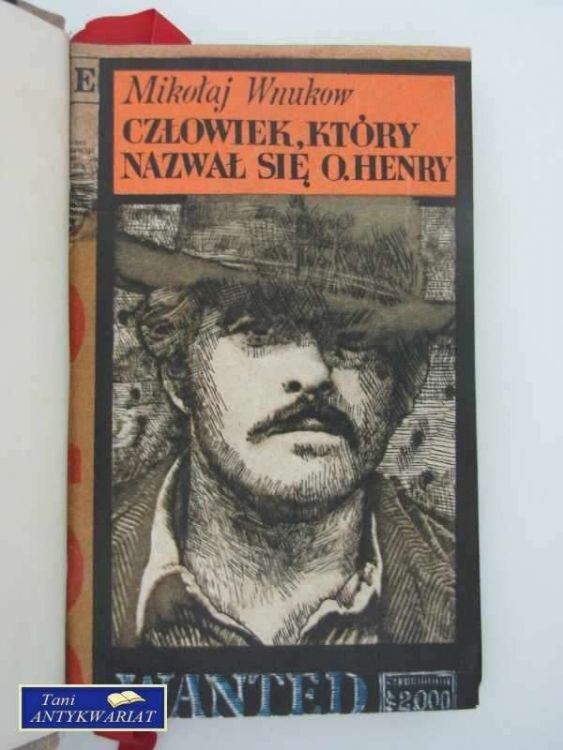 E
Mikołaj Wnukow
CZŁOWIEK, KTÓRY
NAZWAŁ SIĘ O.HENRY
WANTED
$2.000
Tani
ANTYKWARIAT